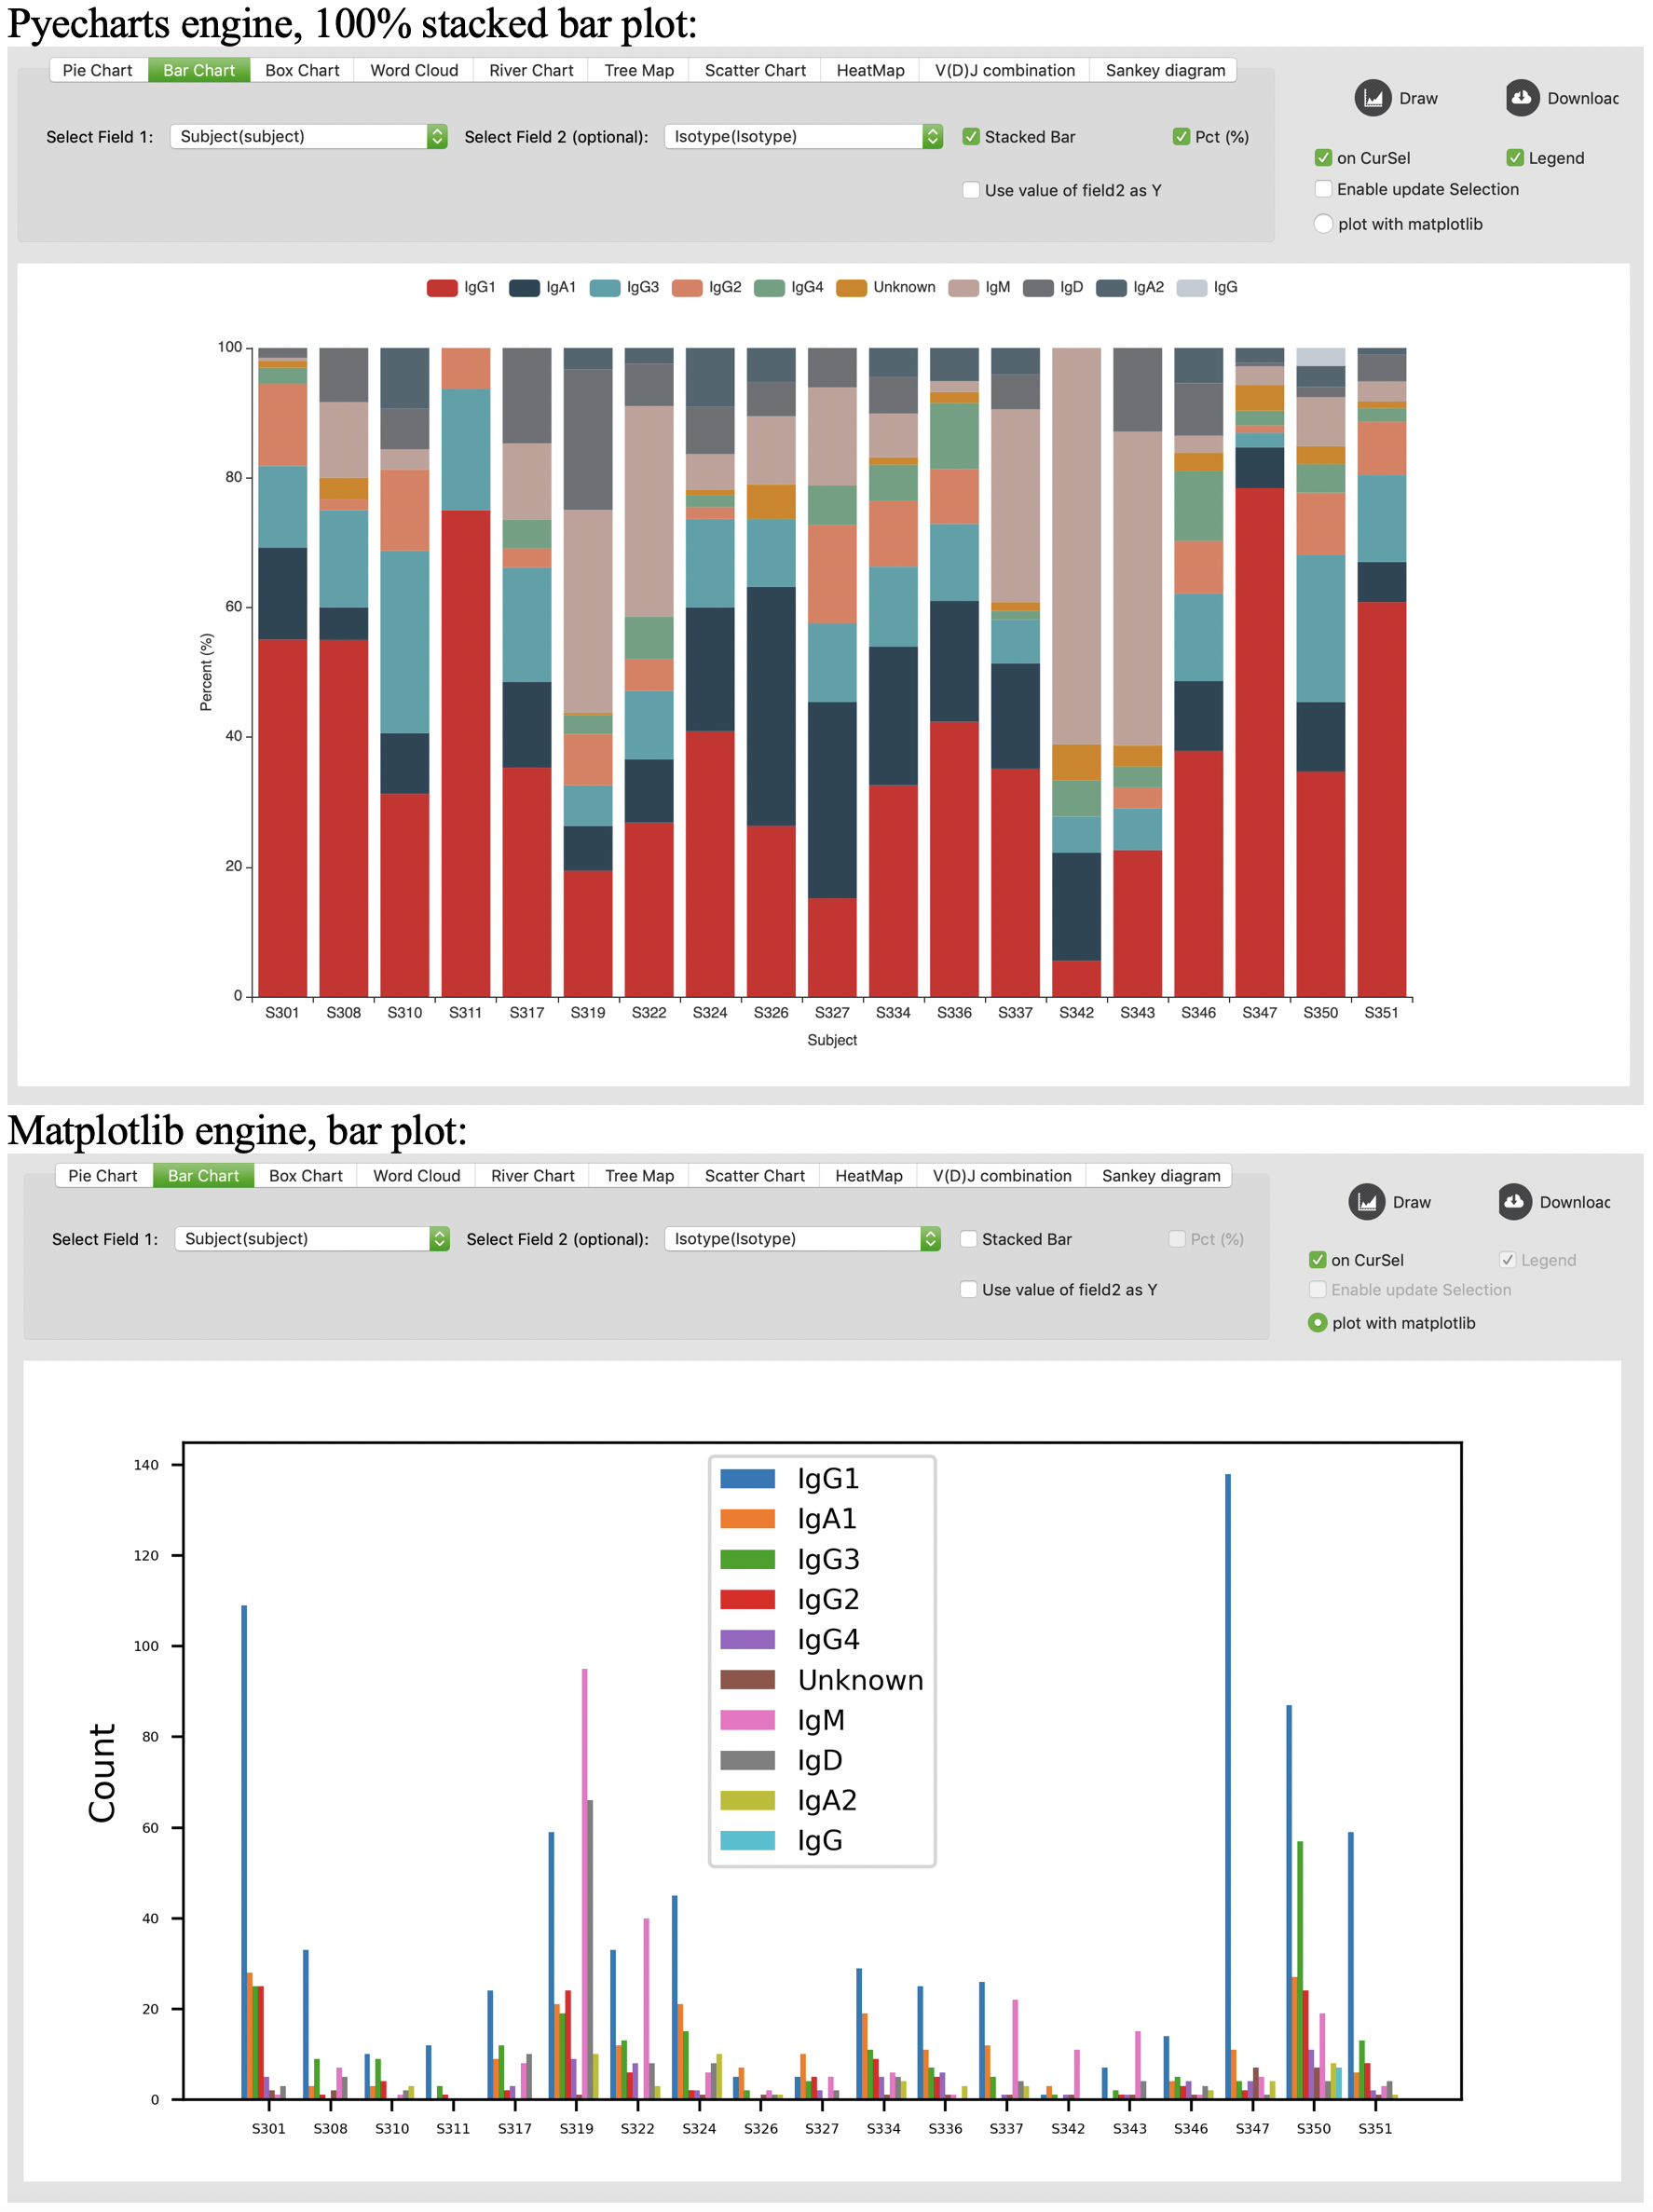 Pyecharts engine, 100% stacked bar plot:
Pie Chart Bar Chart Box Chart Word Cloud River Chart Tree Map Scatter Chart HeatMap V(D)J combination Sankey diagram
Draw Downloac
Select Field 1: Subject(subject) Select Field 2 (optional): Isotype(Isotype) Stacked Bar Pct (%)
on CurSel Legend
Use value of field2 as Y Enable update Selection
plot with matplotlib
IgG1 IgA1 IgG3 IgG2 IgG4 Unknown IgM IgD IgA2 IgG
100
80
60
Percent (%)
40
20
0
S301 S308 S310 S311 S317 S319 S322 S324 S326 S327 S334 S336 S337 S342 S343 S346 S347 S350 S351
Subject
Matplotlib engine, bar plot:
Pie Chart Bar Chart Box Chart Word Cloud River Chart Tree Map Scatter Chart HeatMap V(D)J combination Sankey diagram
Draw Downloac
Select Field 1: Subject(subject) Select Field 2 (optional): Isotype(Isotype) Stacked Bar Pct (%)
on CurSel Legend
Use value of field2 as Y Enable update Selection
plot with matplotlib
140
120
100
80
60
40
20
0
Count
IgG1
IgA1
IgG3
IgG2
IgG4
Unknown
IgM
IgD
IgA2
IgG
S301 S308 S310 S311 S317 S319 S322 S324 S326 S327 S334 S336 S337 S342 S343 S346 S347 S350 S351